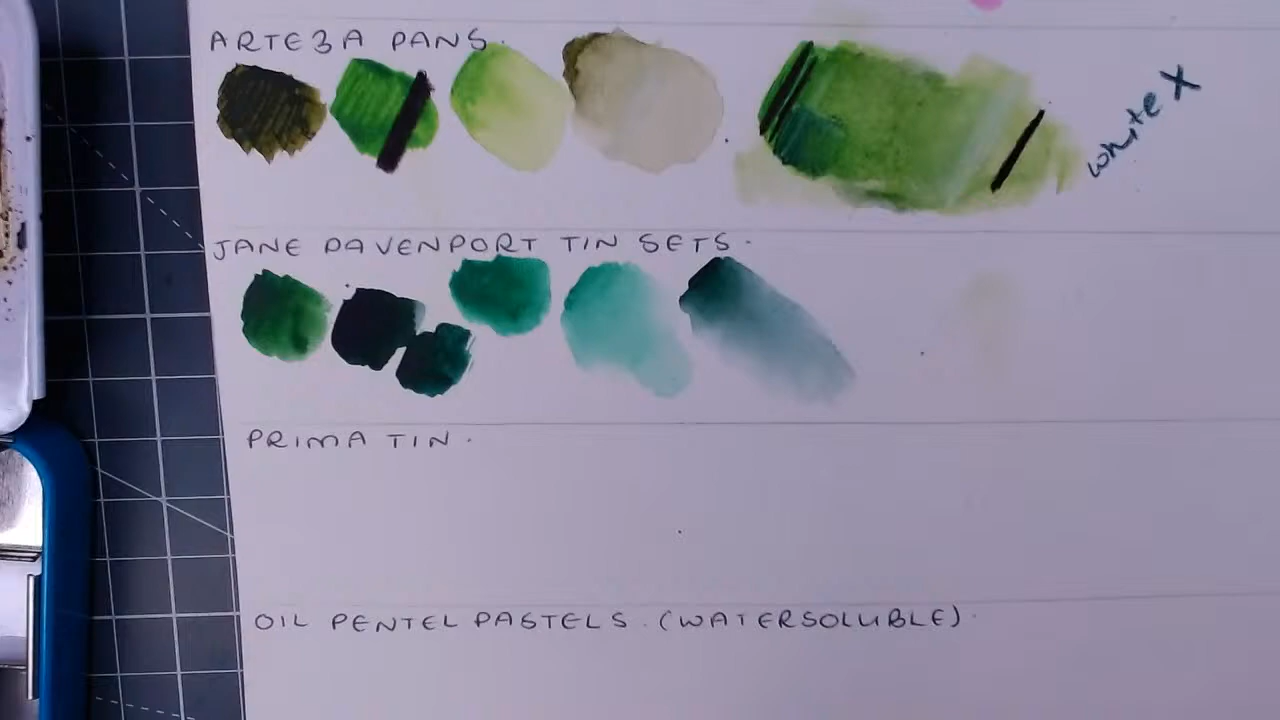 ARTEZA PANS.
white X
JANE DAVENPORT TIN SETS.
PRIMA TIN.
OIL PENTEL PASTELS. (WATERSOLUBLE).